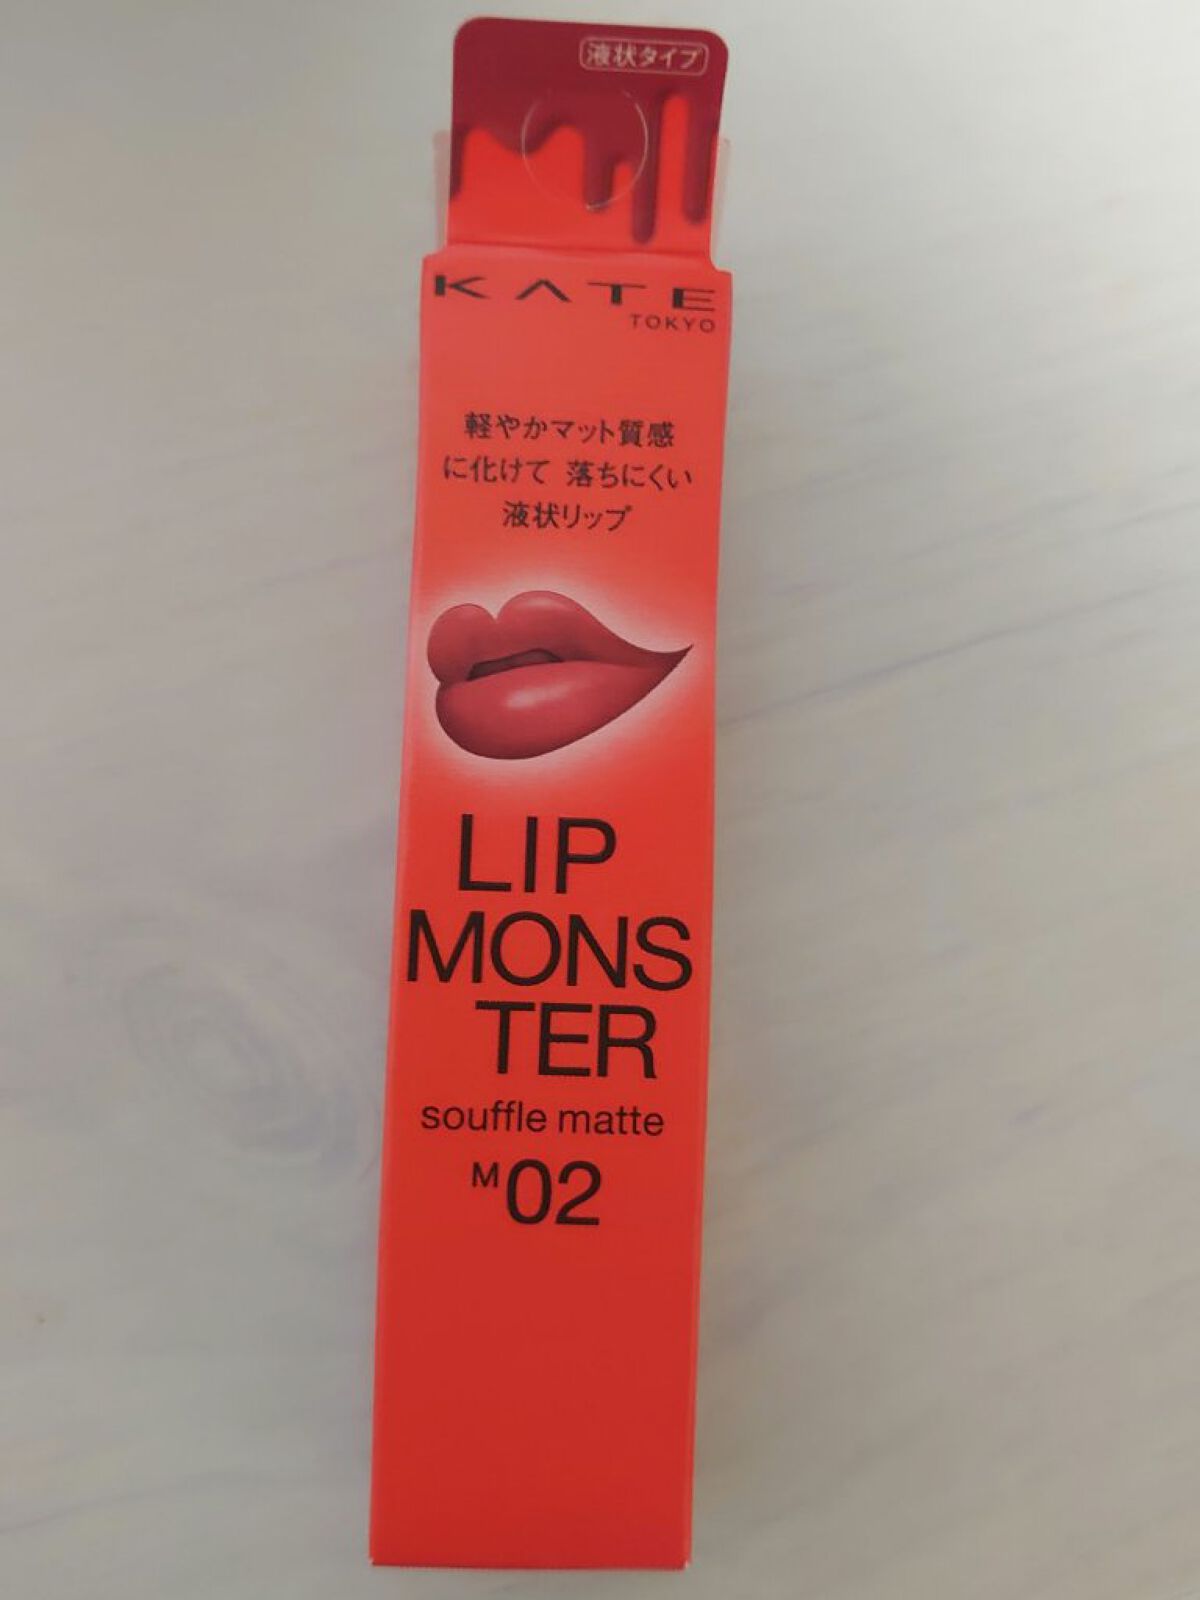 液状タイプ
KATE
TOKYO
軽やかマット質感
に化けて 落ちにくい
液状リップ
LIP
MONS
TER
souffle matte
M02